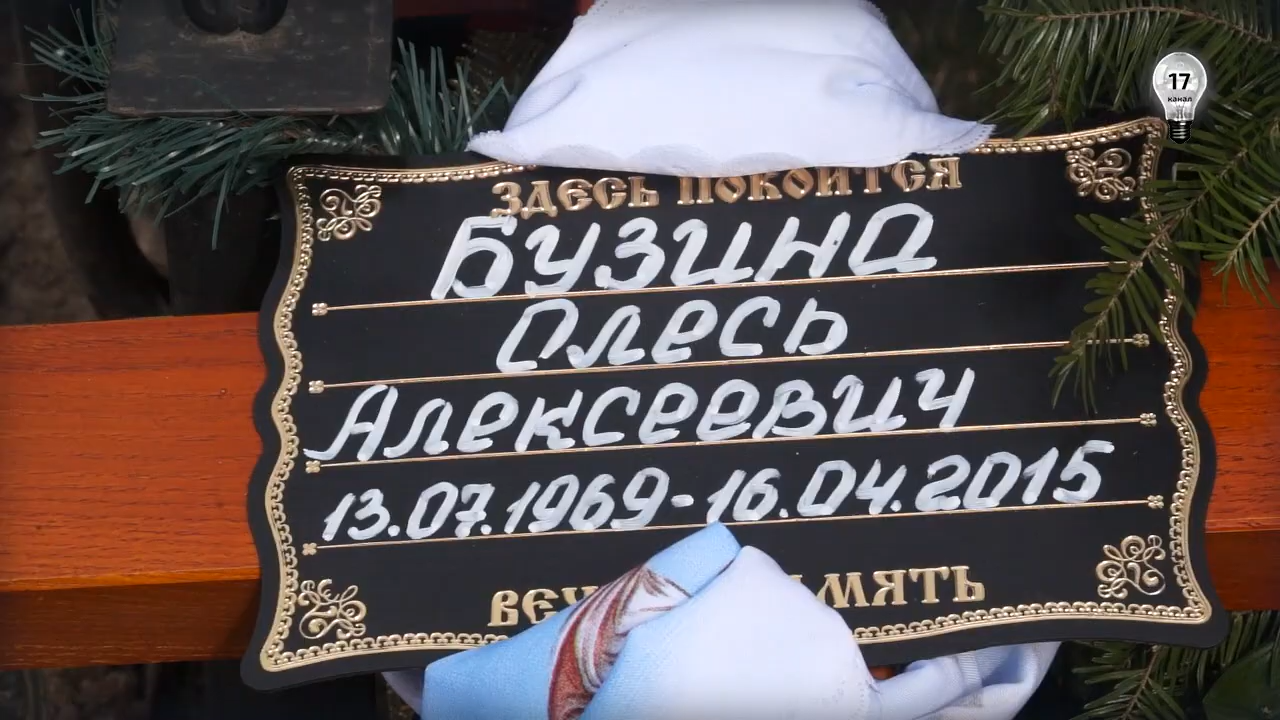 17
канал
ЗДЕСЬ ПОКОИТСЯ
БУЗИНА
Олесь
Алексеевич
13.07.1969-16.04.2015